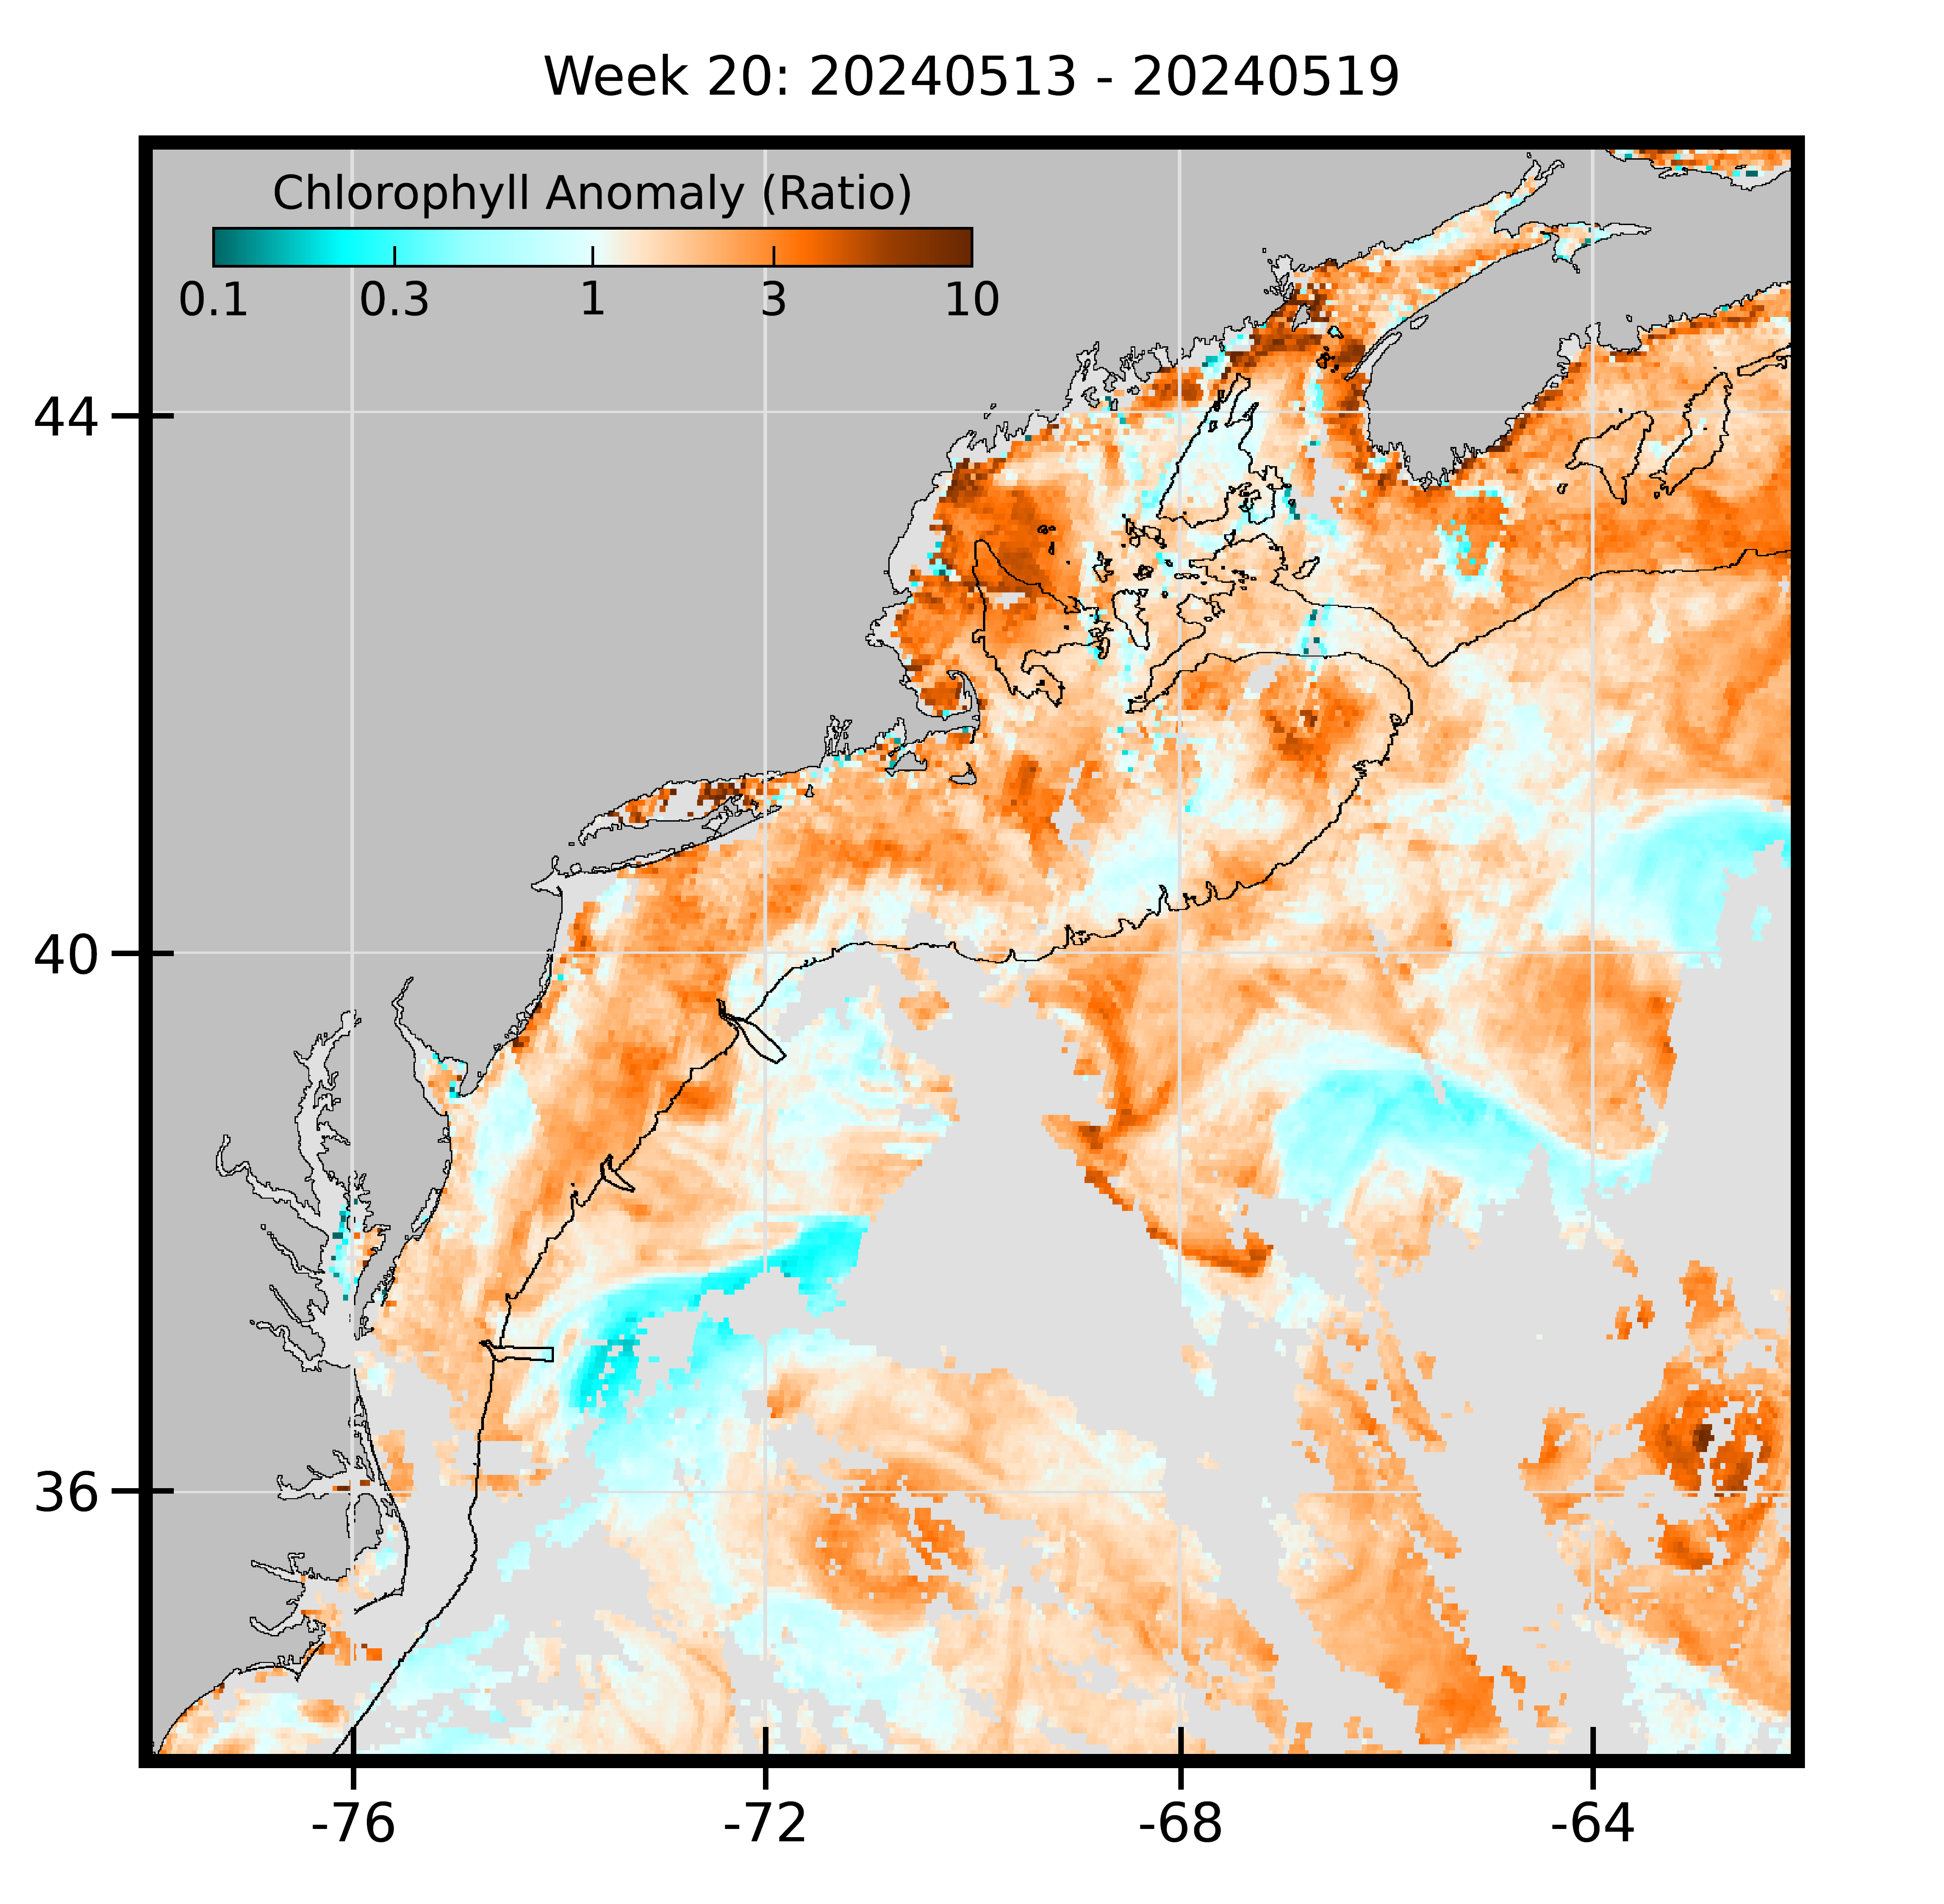 Week 20: 20240513 - 20240519
Chlorophyll Anomaly (Ratio)
0.1 0.3 1 3 10
44
40
36
-76 -72 -68 -64